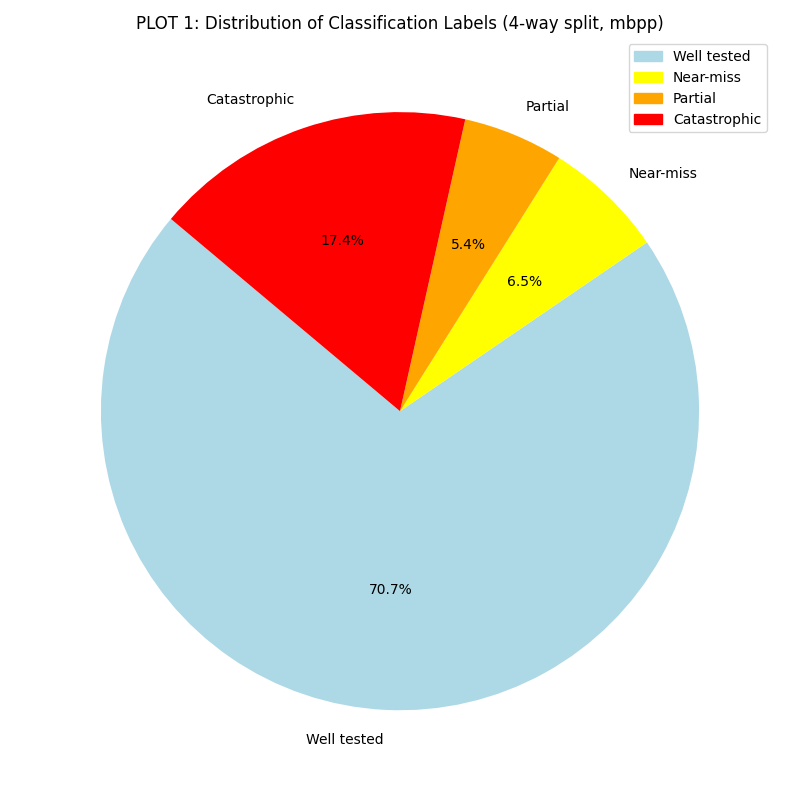 PLOT 1: Distribution of Classification Labels (4-way split, mbpp)
Well tested
Near-miss
Partial
Catastrophic
Catastrophic
Partial
Near-miss
17.4%
5.4%
6.5%
70.7%
Well tested